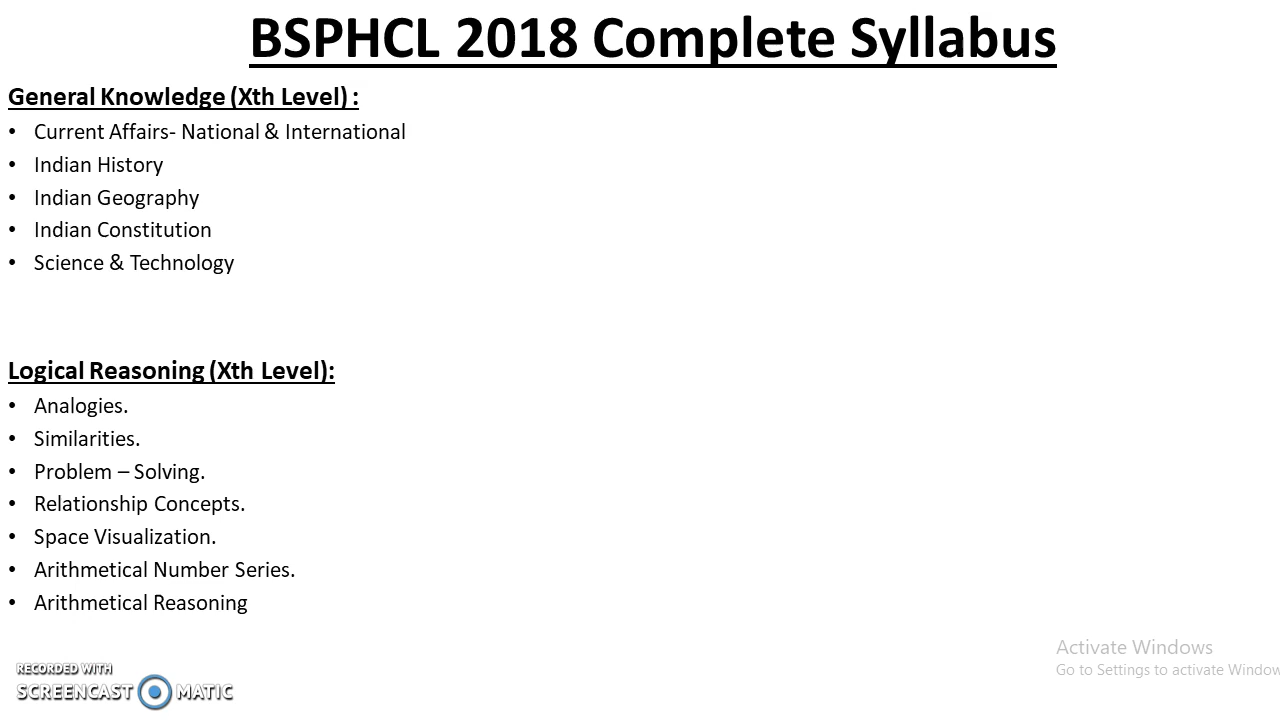 BSPHCL 2018 Complete Syllabus
General Knowledge (Xth Level) :
• Current Affairs- National & International
• Indian History
• Indian Geography
• Indian Constitution
• Science & Technology
Logical Reasoning (Xth Level):
• Analogies.
• Similarities.
• Problem – Solving.
• Relationship Concepts.
• Space Visualization.
• Arithmetical Number Series.
• Arithmetical Reasoning
Activate Windows
Go to Settings to activate Window
RECORDED WITH
SCREENCAST MATIC